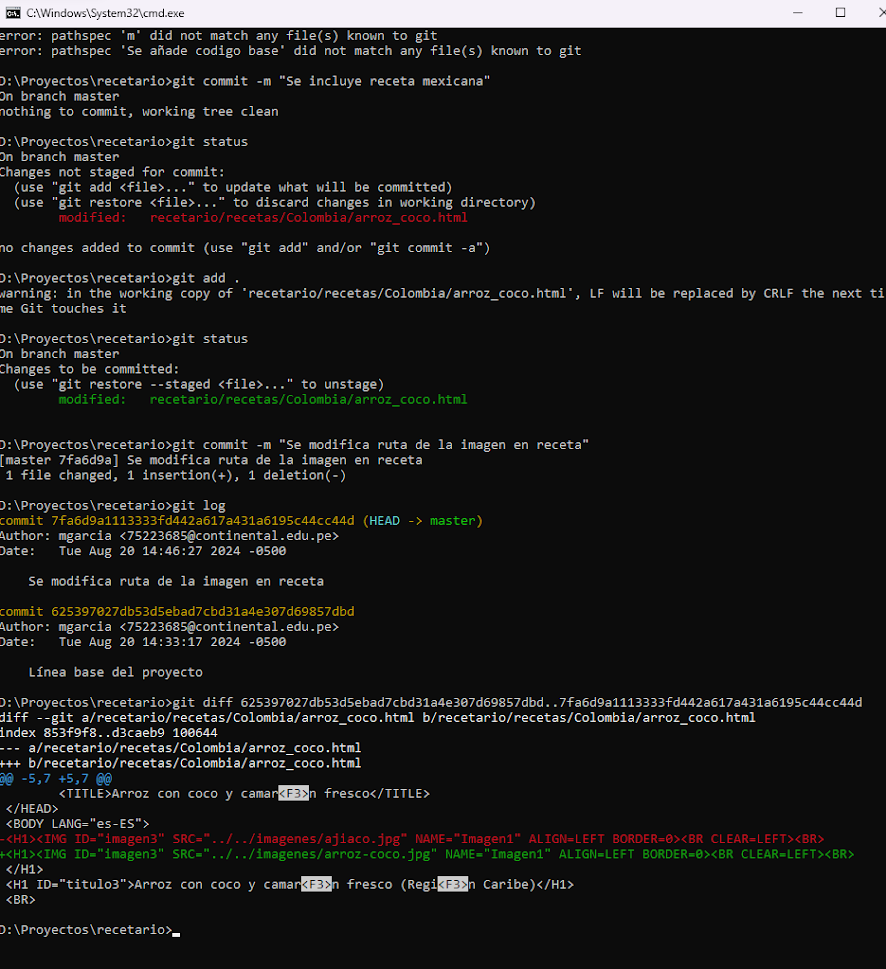 C:\Windows\System32\cmd.exe
error: pathspec 'm' did not match any file(s) known to git
error: pathspec 'Se añade codigo base' did not match any file(s) known to git
D:\Proyectos\recetario>git commit -m "Se incluye receta mexicana"
On branch master
nothing to commit, working tree clean
D:\Proyectos\recetario>git status
On branch master
Changes not staged for commit:
  (use "git add <file>..." to update what will be committed)
  (use "git restore <file>..." to discard changes in working directory)
        modified:   recetario/recetas/Colombia/arroz_coco.html
no changes added to commit (use "git add" and/or "git commit -a")
D:\Proyectos\recetario>git add .
warning: in the working copy of 'recetario/recetas/Colombia/arroz_coco.html', LF will be replaced by CRLF the next ti
me Git touches it
D:\Proyectos\recetario>git status
On branch master
Changes to be committed:
  (use "git restore --staged <file>..." to unstage)
        modified:   recetario/recetas/Colombia/arroz_coco.html
D:\Proyectos\recetario>git commit -m "Se modifica ruta de la imagen en receta"
[master 7fa6d9a] Se modifica ruta de la imagen en receta
 1 file changed, 1 insertion(+), 1 deletion(-)
D:\Proyectos\recetario>git log
commit 7fa6d9a1113333fd442a617a431a6195c44cc44d (HEAD -> master)
Author: mgarcia <75223685@continental.edu.pe>
Date:   Tue Aug 20 14:46:27 2024 -0500
    Se modifica ruta de la imagen en receta
commit 625397027db53d5ebad7cbd31a4e307d69857dbd
Author: mgarcia <75223685@continental.edu.pe>
Date:   Tue Aug 20 14:33:17 2024 -0500
    Línea base del proyecto
D:\Proyectos\recetario>git diff 625397027db53d5ebad7cbd31a4e307d69857dbd..7fa6d9a1113333fd442a617a431a6195c44cc44d
diff --git a/recetario/recetas/Colombia/arroz_coco.html b/recetario/recetas/Colombia/arroz_coco.html
index 853f9f8..d3caeb9 100644
--- a/recetario/recetas/Colombia/arroz_coco.html
+++ b/recetario/recetas/Colombia/arroz_coco.html
@@ -5,7 +5,7 @@
        <TITLE>Arroz con coco y camar<F3>n fresco</TITLE>
 </HEAD>
 <BODY LANG="es-ES">
-<H1><IMG ID="imagen3" SRC="../../imagenes/ajiaco.jpg" NAME="Imagen1" ALIGN=LEFT BORDER=0><BR CLEAR=LEFT><BR>
+<H1><IMG ID="imagen3" SRC="../../imagenes/arroz-coco.jpg" NAME="Imagen1" ALIGN=LEFT BORDER=0><BR CLEAR=LEFT><BR>
 </H1>
 <H1 ID="titulo3">Arroz con coco y camar<F3>n fresco (Regi<F3>n Caribe)</H1>
 <BR>
D:\Proyectos\recetario>